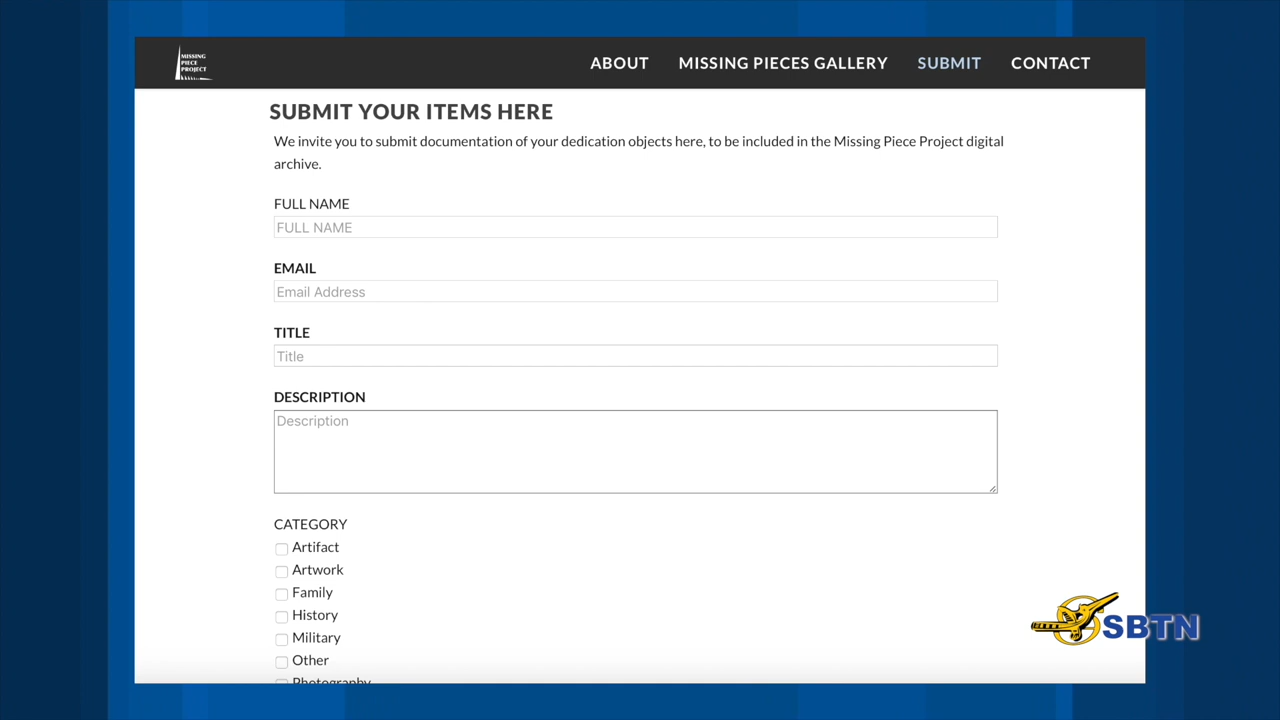 MISSING
PIECE
PROJECT
ABOUT MISSING PIECES GALLERY SUBMIT CONTACT
SUBMIT YOUR ITEMS HERE
We invite you to submit documentation of your dedication objects here, to be included in the Missing Piece Project digital
archive.
FULL NAME
FULL NAME
EMAIL
Email Address
TITLE
Title
DESCRIPTION
Description
CATEGORY
Artifact
Artwork
Family
History
Military
Other
Photography
SBTN